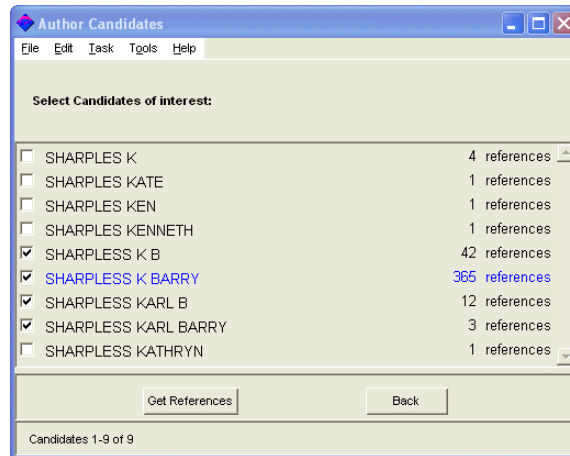 Author Candidates
File Edit Task Tools Help
Select Candidates of interest:
SHARPLES K 4 references
SHARPLES KATE 1 references
SHARPLES KEN 1 references
SHARPLES KENNETH 1 references
SHARPLESS K B 42 references
SHARPLESS K BARRY 365 references
SHARPLESS KARL B 12 references
SHARPLESS KARL BARRY 3 references
SHARPLESS KATHRYN 1 references
Get References Back
Candidates 1-9 of 9